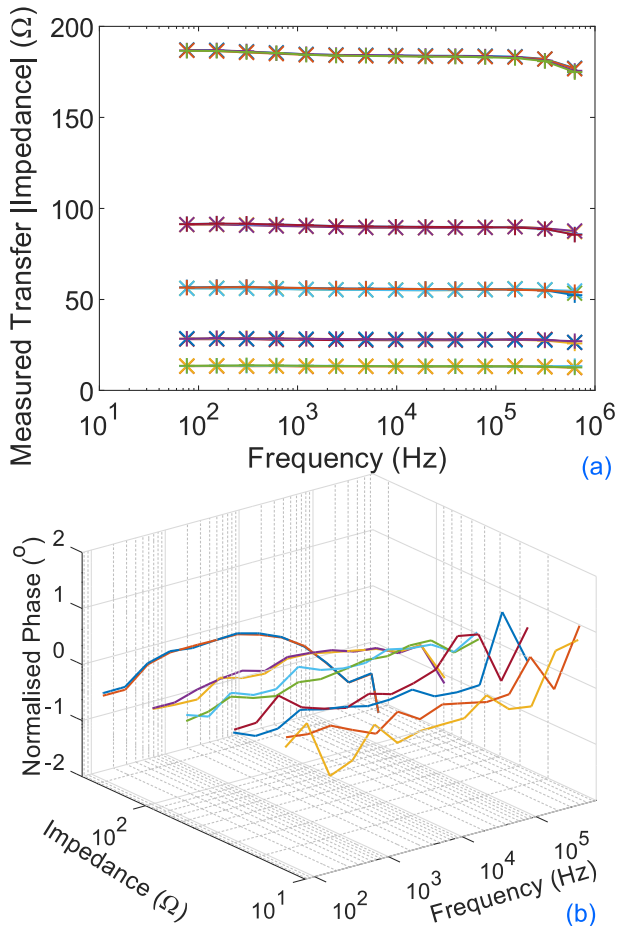 Measured Transfer |Impedance| (Ω)
200
150
100
50
0
10^1 10^2 10^3 10^4 10^5 10^6
Frequency (Hz)
(a)
Normalised Phase (^o)
2
1
0
-1
-2
Impedance (Ω)
10^2
10^1
10^2 10^3 10^4 10^5
Frequency (Hz)
(b)